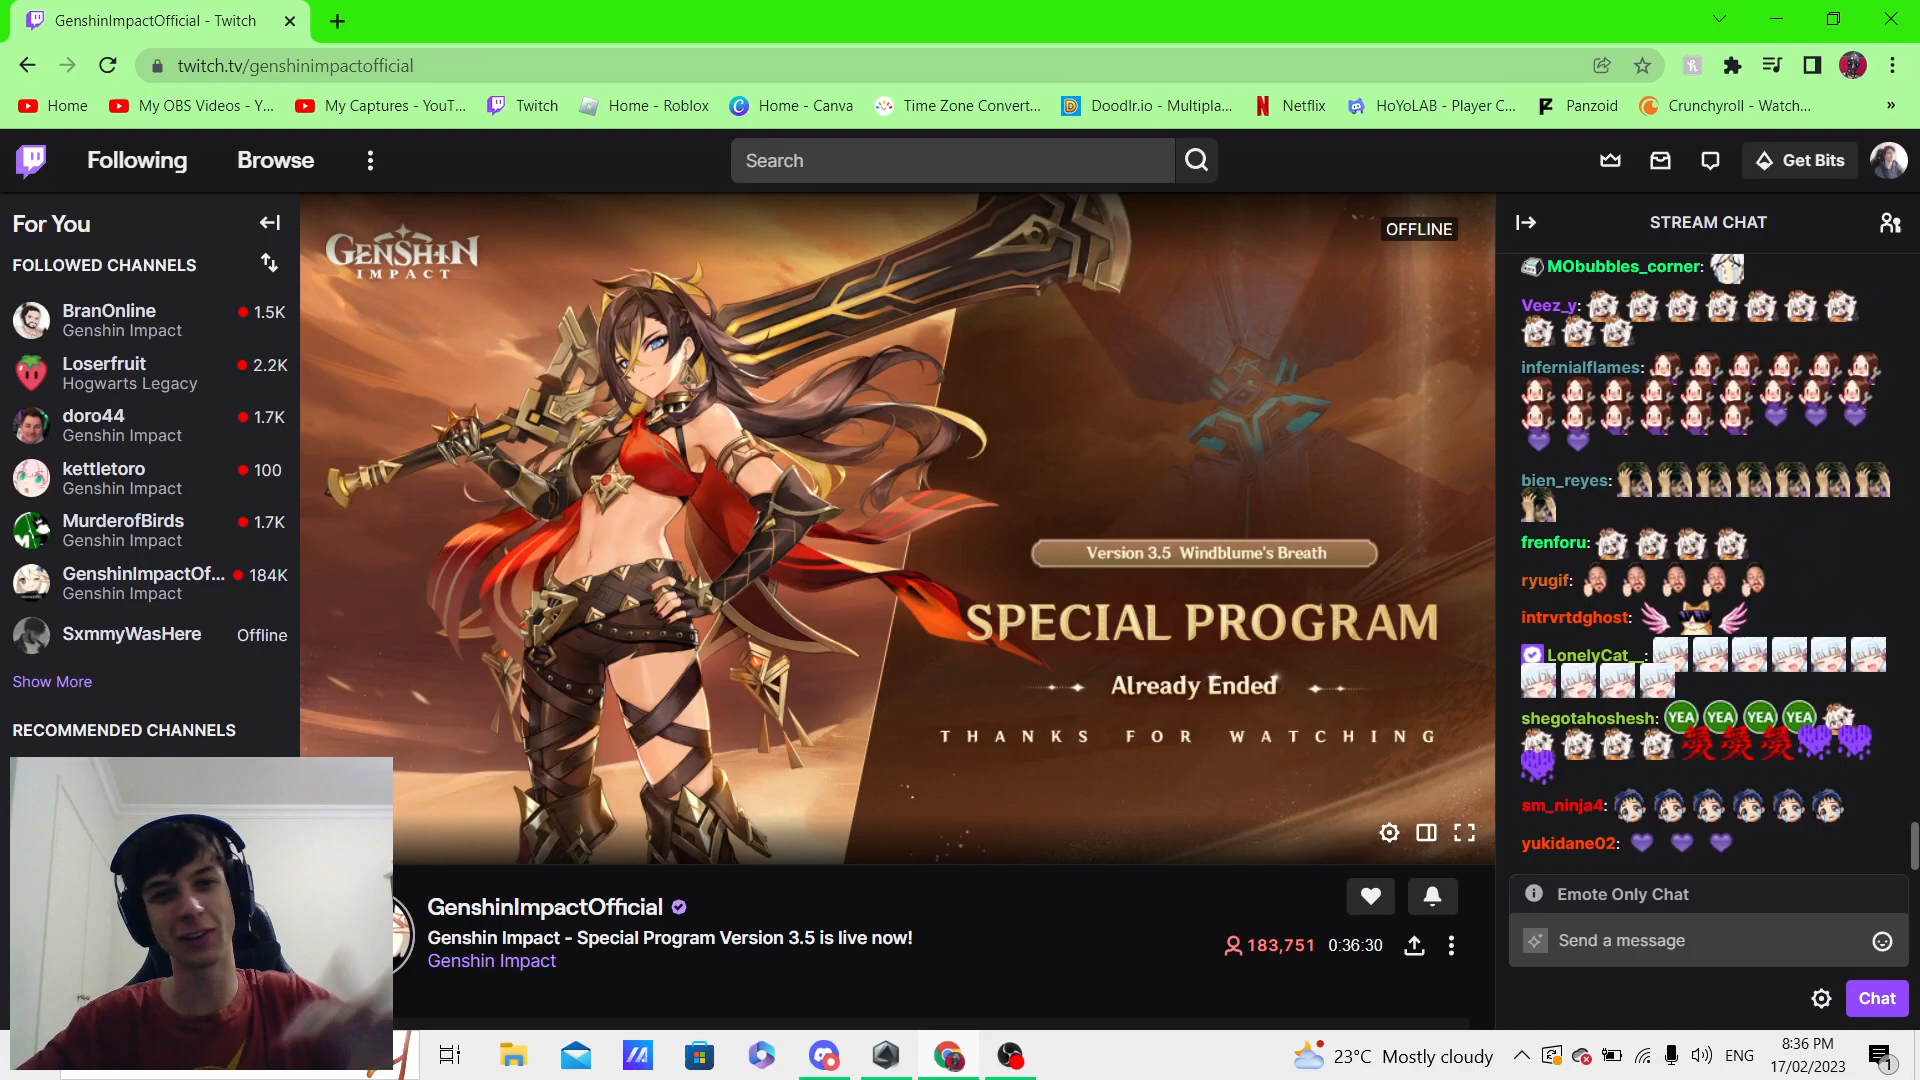 GenshinImpactOfficial - Twitch
twitch.tv/genshinimpactofficial
Home
My OBS Videos - Y...
My Captures - YouT...
Twitch
Home - Roblox
Home - Canva
Time Zone Convert...
Doodlr.io - Multipla...
Netflix
HoYoLAB - Player C...
Panzoid
Crunchyroll - Watch...
»
Following
Browse
Search
Get Bits
For You
FOLLOWED CHANNELS
BranOnline
1.5K
Genshin Impact
Loserfruit
2.2K
Hogwarts Legacy
doro44
1.7K
Genshin Impact
kettletoro
100
Genshin Impact
MurderofBirds
1.7K
Genshin Impact
GenshinImpactOf...
184K
Genshin Impact
SxmmyWasHere
Offline
Show More
RECOMMENDED CHANNELS
GENSHIN
IMPACT
OFFLINE
Version 3.5 Windblume's Breath
SPECIAL PROGRAM
Already Ended
THANKS FOR WATCHING
GenshinImpactOfficial
Genshin Impact - Special Program Version 3.5 is live now!
Genshin Impact
183,751
0:36:30
STREAM CHAT
MObubbles_corner:
Veez_y:
infernialflames:
bien_reyes:
frenforu:
ryugif:
intrvrtdghost:
LonelyCat__:
shegotahoshesh: YEA YEA YEA YEA
sm_ninja4:
yukidane02:
Emote Only Chat
Send a message
Chat
23°C Mostly cloudy
ENG
8:36 PM
17/02/2023
1